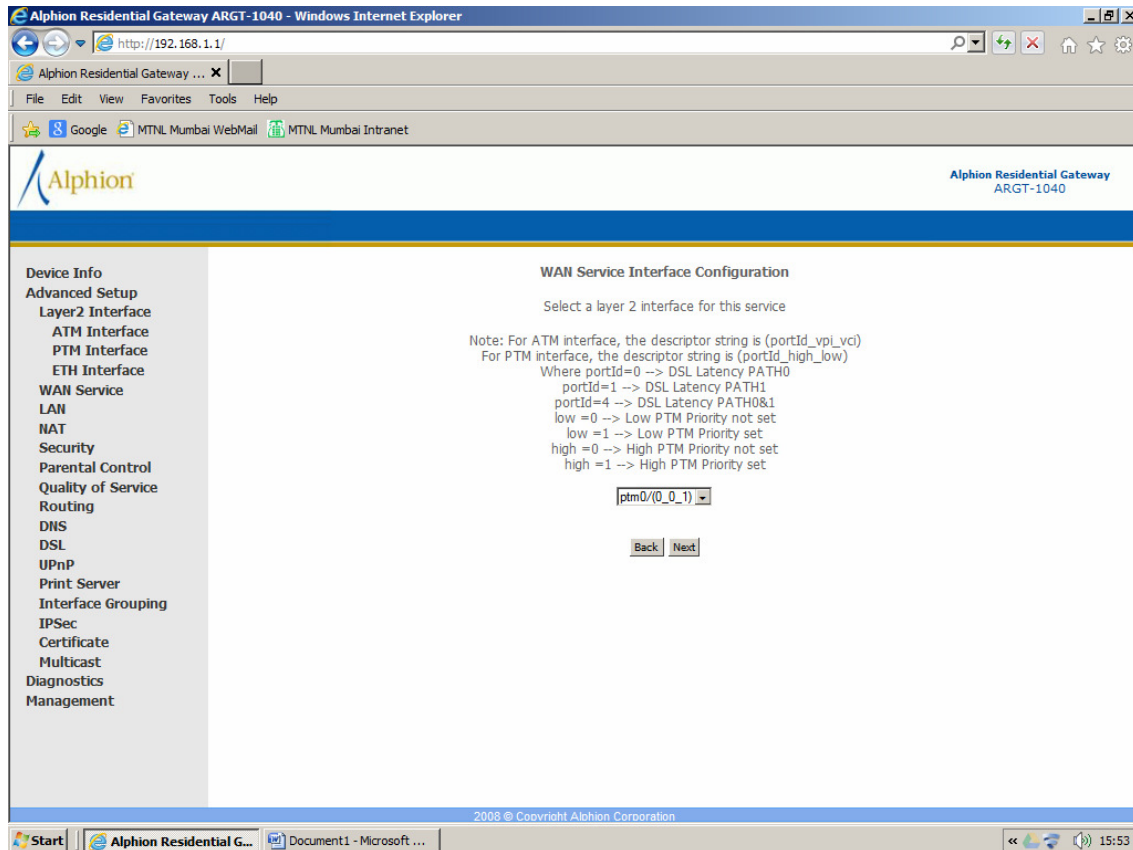 Alphion Residential Gateway ARGT-1040 - Windows Internet Explorer
http://192.168.1.1/
Alphion Residential Gateway ...
File Edit View Favorites Tools Help
Google MTNL Mumbai WebMail MTNL Mumbai Intranet
Alphion
Alphion Residential Gateway
ARGT-1040
Device Info
Advanced Setup
Layer2 Interface
ATM Interface
PTM Interface
ETH Interface
WAN Service
LAN
NAT
Security
Parental Control
Quality of Service
Routing
DNS
DSL
UPnP
Print Server
Interface Grouping
IPSec
Certificate
Multicast
Diagnostics
Management
WAN Service Interface Configuration
Select a layer 2 interface for this service
Note: For ATM interface, the descriptor string is (portId_vpi_vci)
For PTM interface, the descriptor string is (portId_high_low)
Where portId=0 --> DSL Latency PATH0
portId=1 --> DSL Latency PATH1
portId=4 --> DSL Latency PATH0&1
low =0 --> Low PTM Priority not set
low =1 --> Low PTM Priority set
high =0 --> High PTM Priority not set
high =1 --> High PTM Priority set
ptm0/(0_0_1)
Back Next
2008 © Copyright Alphion Corporation
Start Alphion Residential G... Document1 - Microsoft ... 15:53